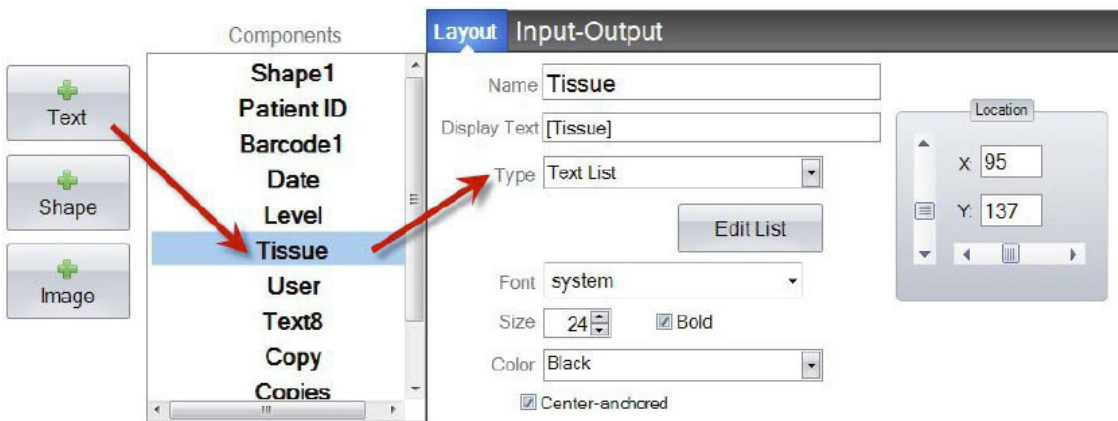 Text
Shape
Image
Components
Shape1
Patient ID
Barcode1
Date
Level
Tissue
User
Text8
Copy
Copies
Layout Input-Output
Name Tissue
Display Text [Tissue]
Type Text List
Edit List
Font system
Size 24 Bold
Color Black
Center-anchored
Location
X: 95
Y: 137